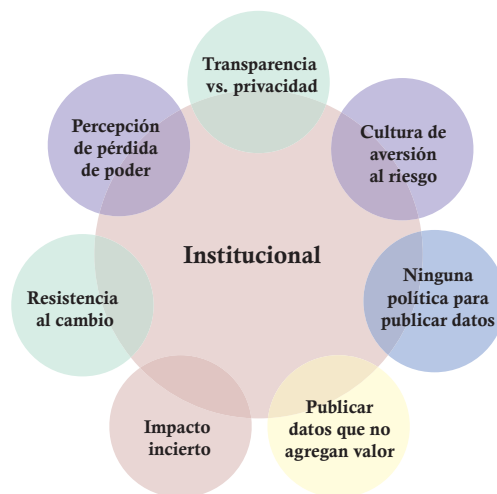 Transparencia
vs. privacidad
Percepción
de pérdida
de poder
Cultura de
aversión
al riesgo
Institucional
Ninguna
política para
publicar datos
Resistencia
al cambio
Impacto
incierto
Publicar
datos que no
agregan valor